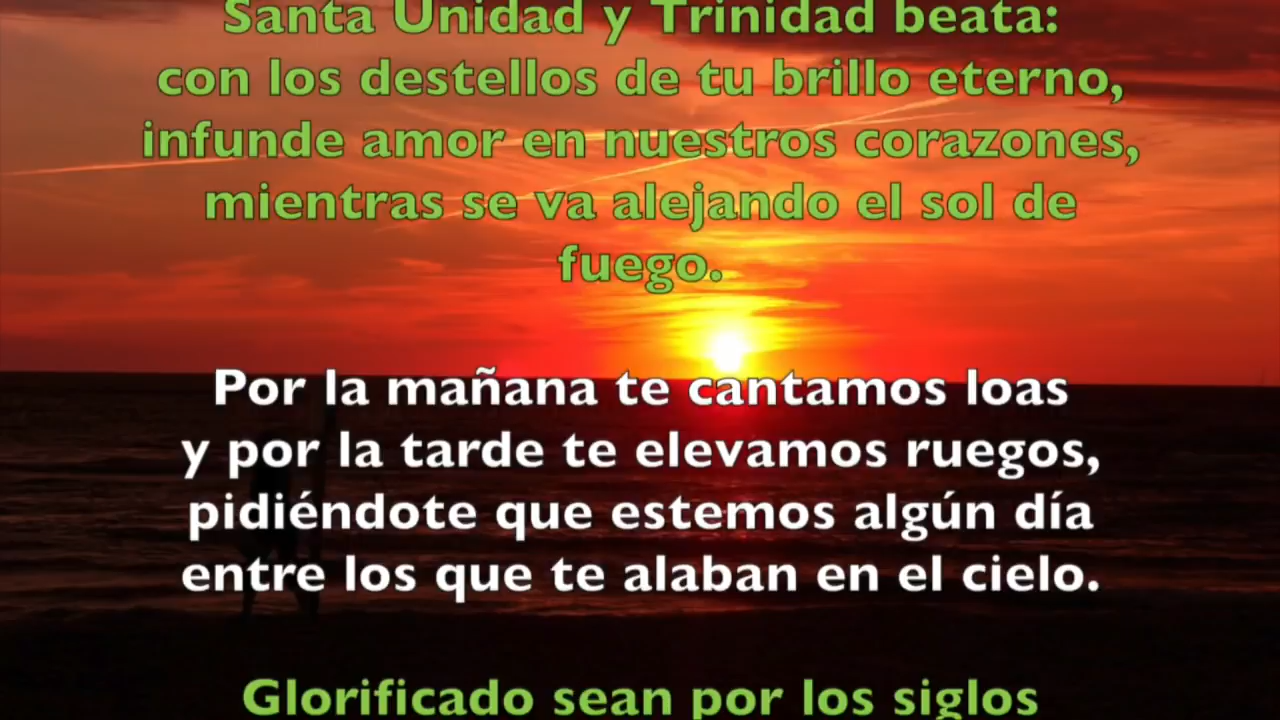 Santa Unidad y Trinidad beata:
con los destellos de tu brillo eterno,
infunde amor en nuestros corazones,
mientras se va alejando el sol de
fuego.
Por la mañana te cantamos loas
y por la tarde te elevamos ruegos,
pidiéndote que estemos algún día
entre los que te alaban en el cielo.
Glorificado sean por los siglos